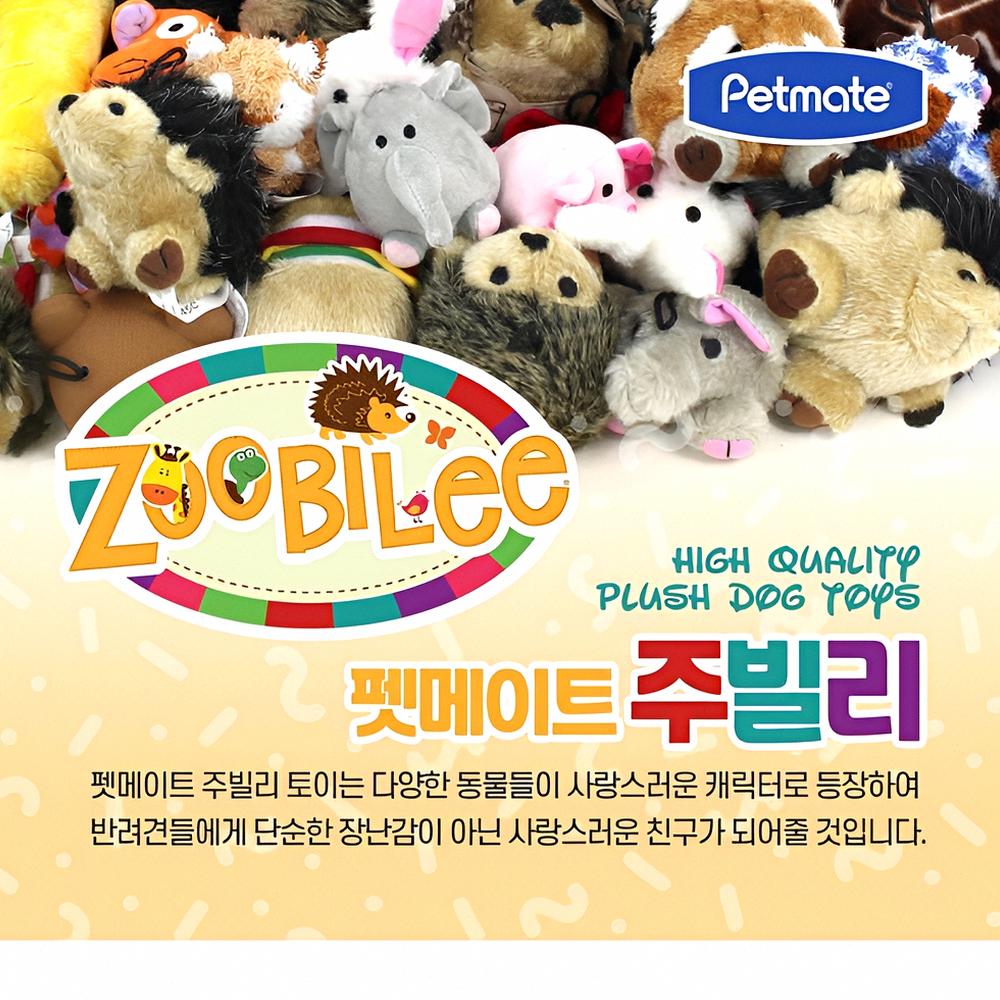 Petmate
ZOOBILEE
HIGH QUALITY
PLUSH DOG TOYS
펫메이트 주빌리
펫메이트 주빌리 토이는 다양한 동물들이 사랑스러운 캐릭터로 등장하여
반려견들에게 단순한 장난감이 아닌 사랑스러운 친구가 되어줄 것입니다.